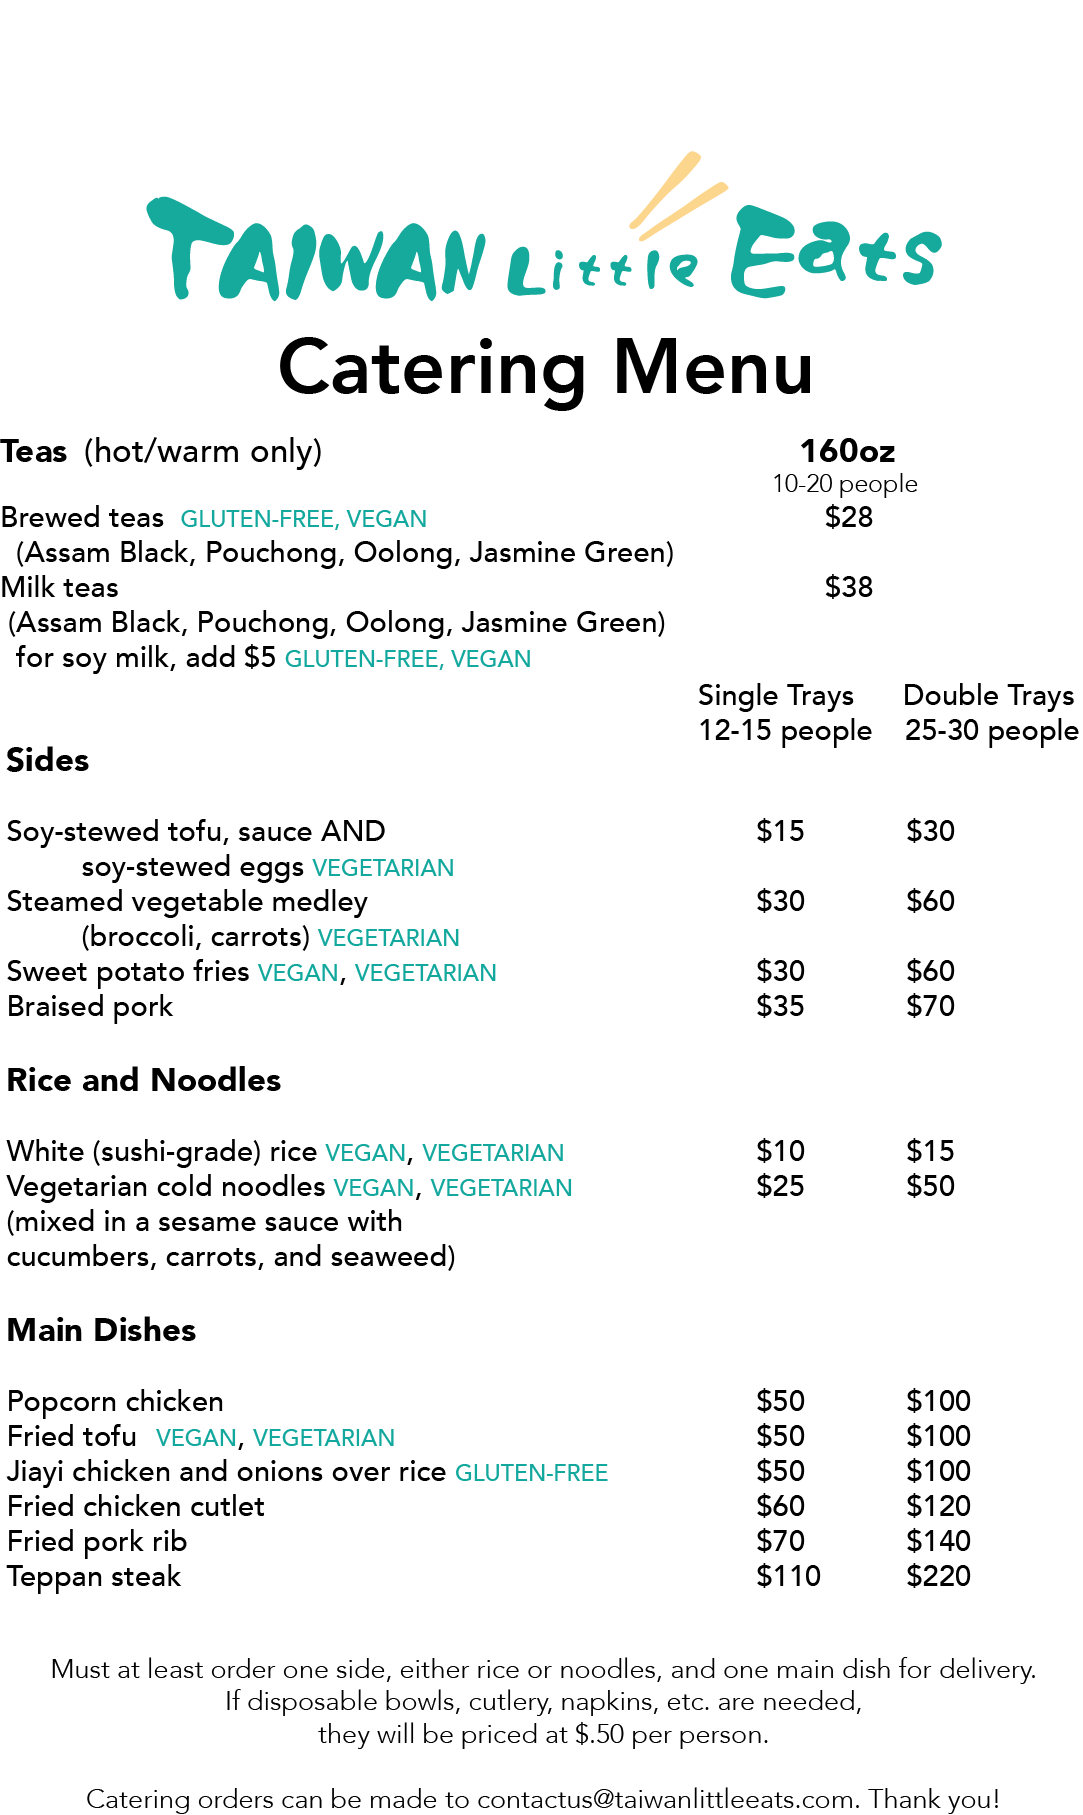 TAIWAN Little Eats
Catering Menu
Teas (hot/warm only) 160oz
10-20 people
Brewed teas GLUTEN-FREE, VEGAN $28
(Assam Black, Pouchong, Oolong, Jasmine Green)
Milk teas $38
(Assam Black, Pouchong, Oolong, Jasmine Green)
for soy milk, add $5 GLUTEN-FREE, VEGAN
Single Trays Double Trays
12-15 people 25-30 people
Sides
Soy-stewed tofu, sauce AND $15 $30
soy-stewed eggs VEGETARIAN
Steamed vegetable medley $30 $60
(broccoli, carrots) VEGETARIAN
Sweet potato fries VEGAN, VEGETARIAN $30 $60
Braised pork $35 $70
Rice and Noodles
White (sushi-grade) rice VEGAN, VEGETARIAN $10 $15
Vegetarian cold noodles VEGAN, VEGETARIAN $25 $50
(mixed in a sesame sauce with
cucumbers, carrots, and seaweed)
Main Dishes
Popcorn chicken $50 $100
Fried tofu VEGAN, VEGETARIAN $50 $100
Jiayi chicken and onions over rice GLUTEN-FREE $50 $100
Fried chicken cutlet $60 $120
Fried pork rib $70 $140
Teppan steak $110 $220
Must at least order one side, either rice or noodles, and one main dish for delivery.
If disposable bowls, cutlery, napkins, etc. are needed,
they will be priced at $.50 per person.
Catering orders can be made to contactus@taiwanlittleeats.com. Thank you!